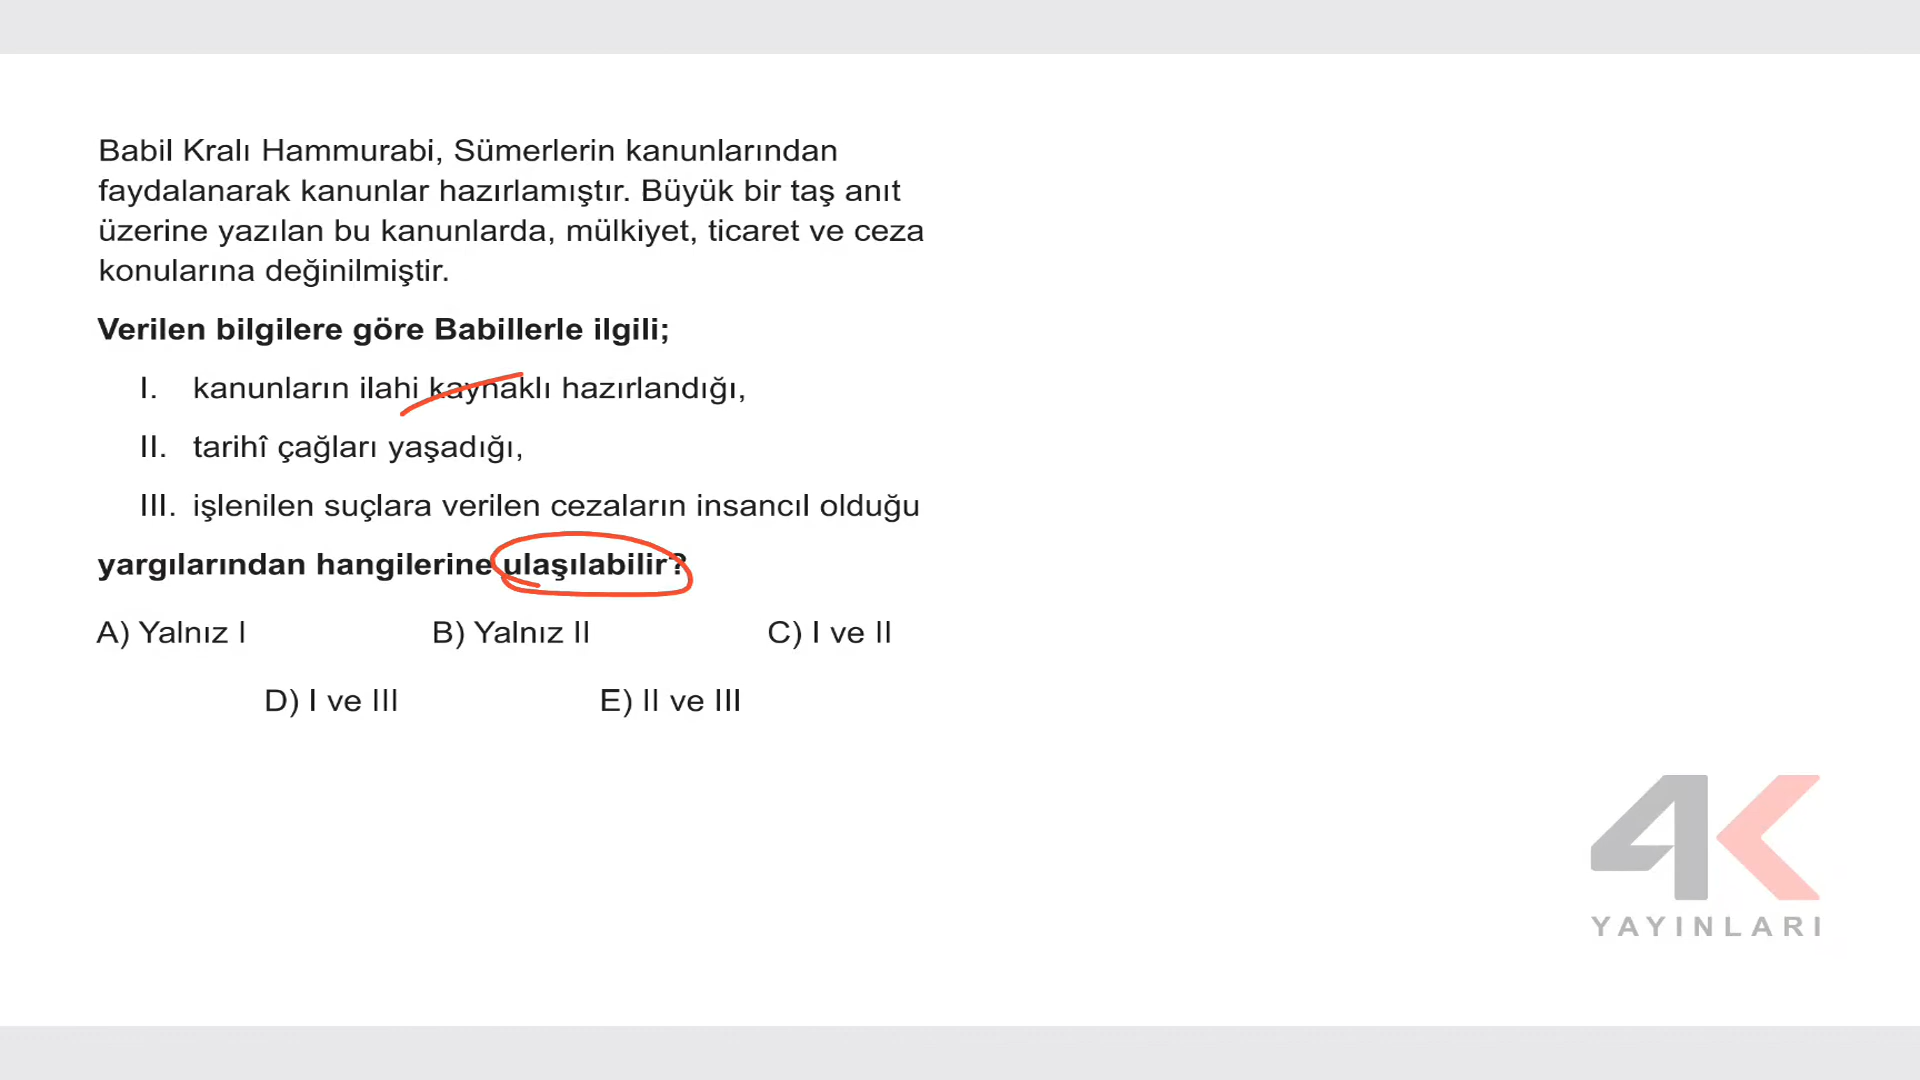 Babil Kralı Hammurabi, Sümerlerin kanunlarından
faydalanarak kanunlar hazırlamıştır. Büyük bir taş anıt
üzerine yazılan bu kanunlarda, mülkiyet, ticaret ve ceza
konularına değinilmiştir.
Verilen bilgilere göre Babillerle ilgili;
I. kanunların ilahi kaynaklı hazırlandığı,
II. tarihî çağları yaşadığı,
III. işlenilen suçlara verilen cezaların insancıl olduğu
yargılarından hangilerine ulaşılabilir?
A) Yalnız I B) Yalnız II C) I ve II
D) I ve III E) II ve III
4K
YAYINLARI